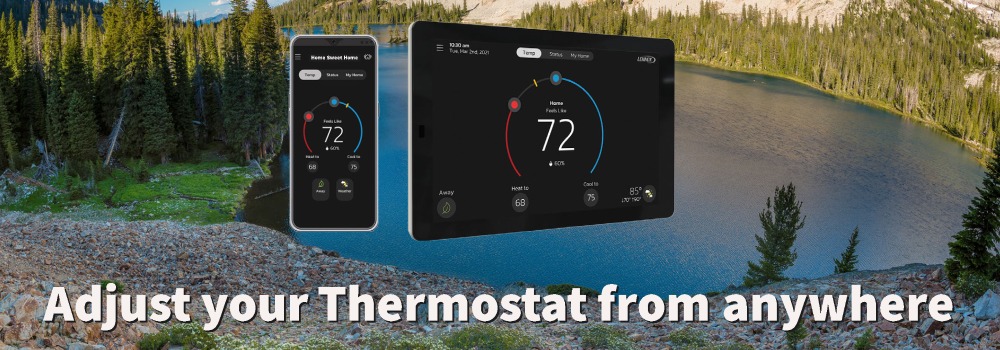 Home Sweet Home
Temp Status My Home
Feels Like
72
60%
Heat to Cool to
68 75
Away Weather
10:30 am
Tue, Mar 2nd, 2021
Temp Status My Home
LENNOX
Home
Feels Like
72
60%
Away
Heat to
68
Cool to
75
85°
Adjust your Thermostat from anywhere